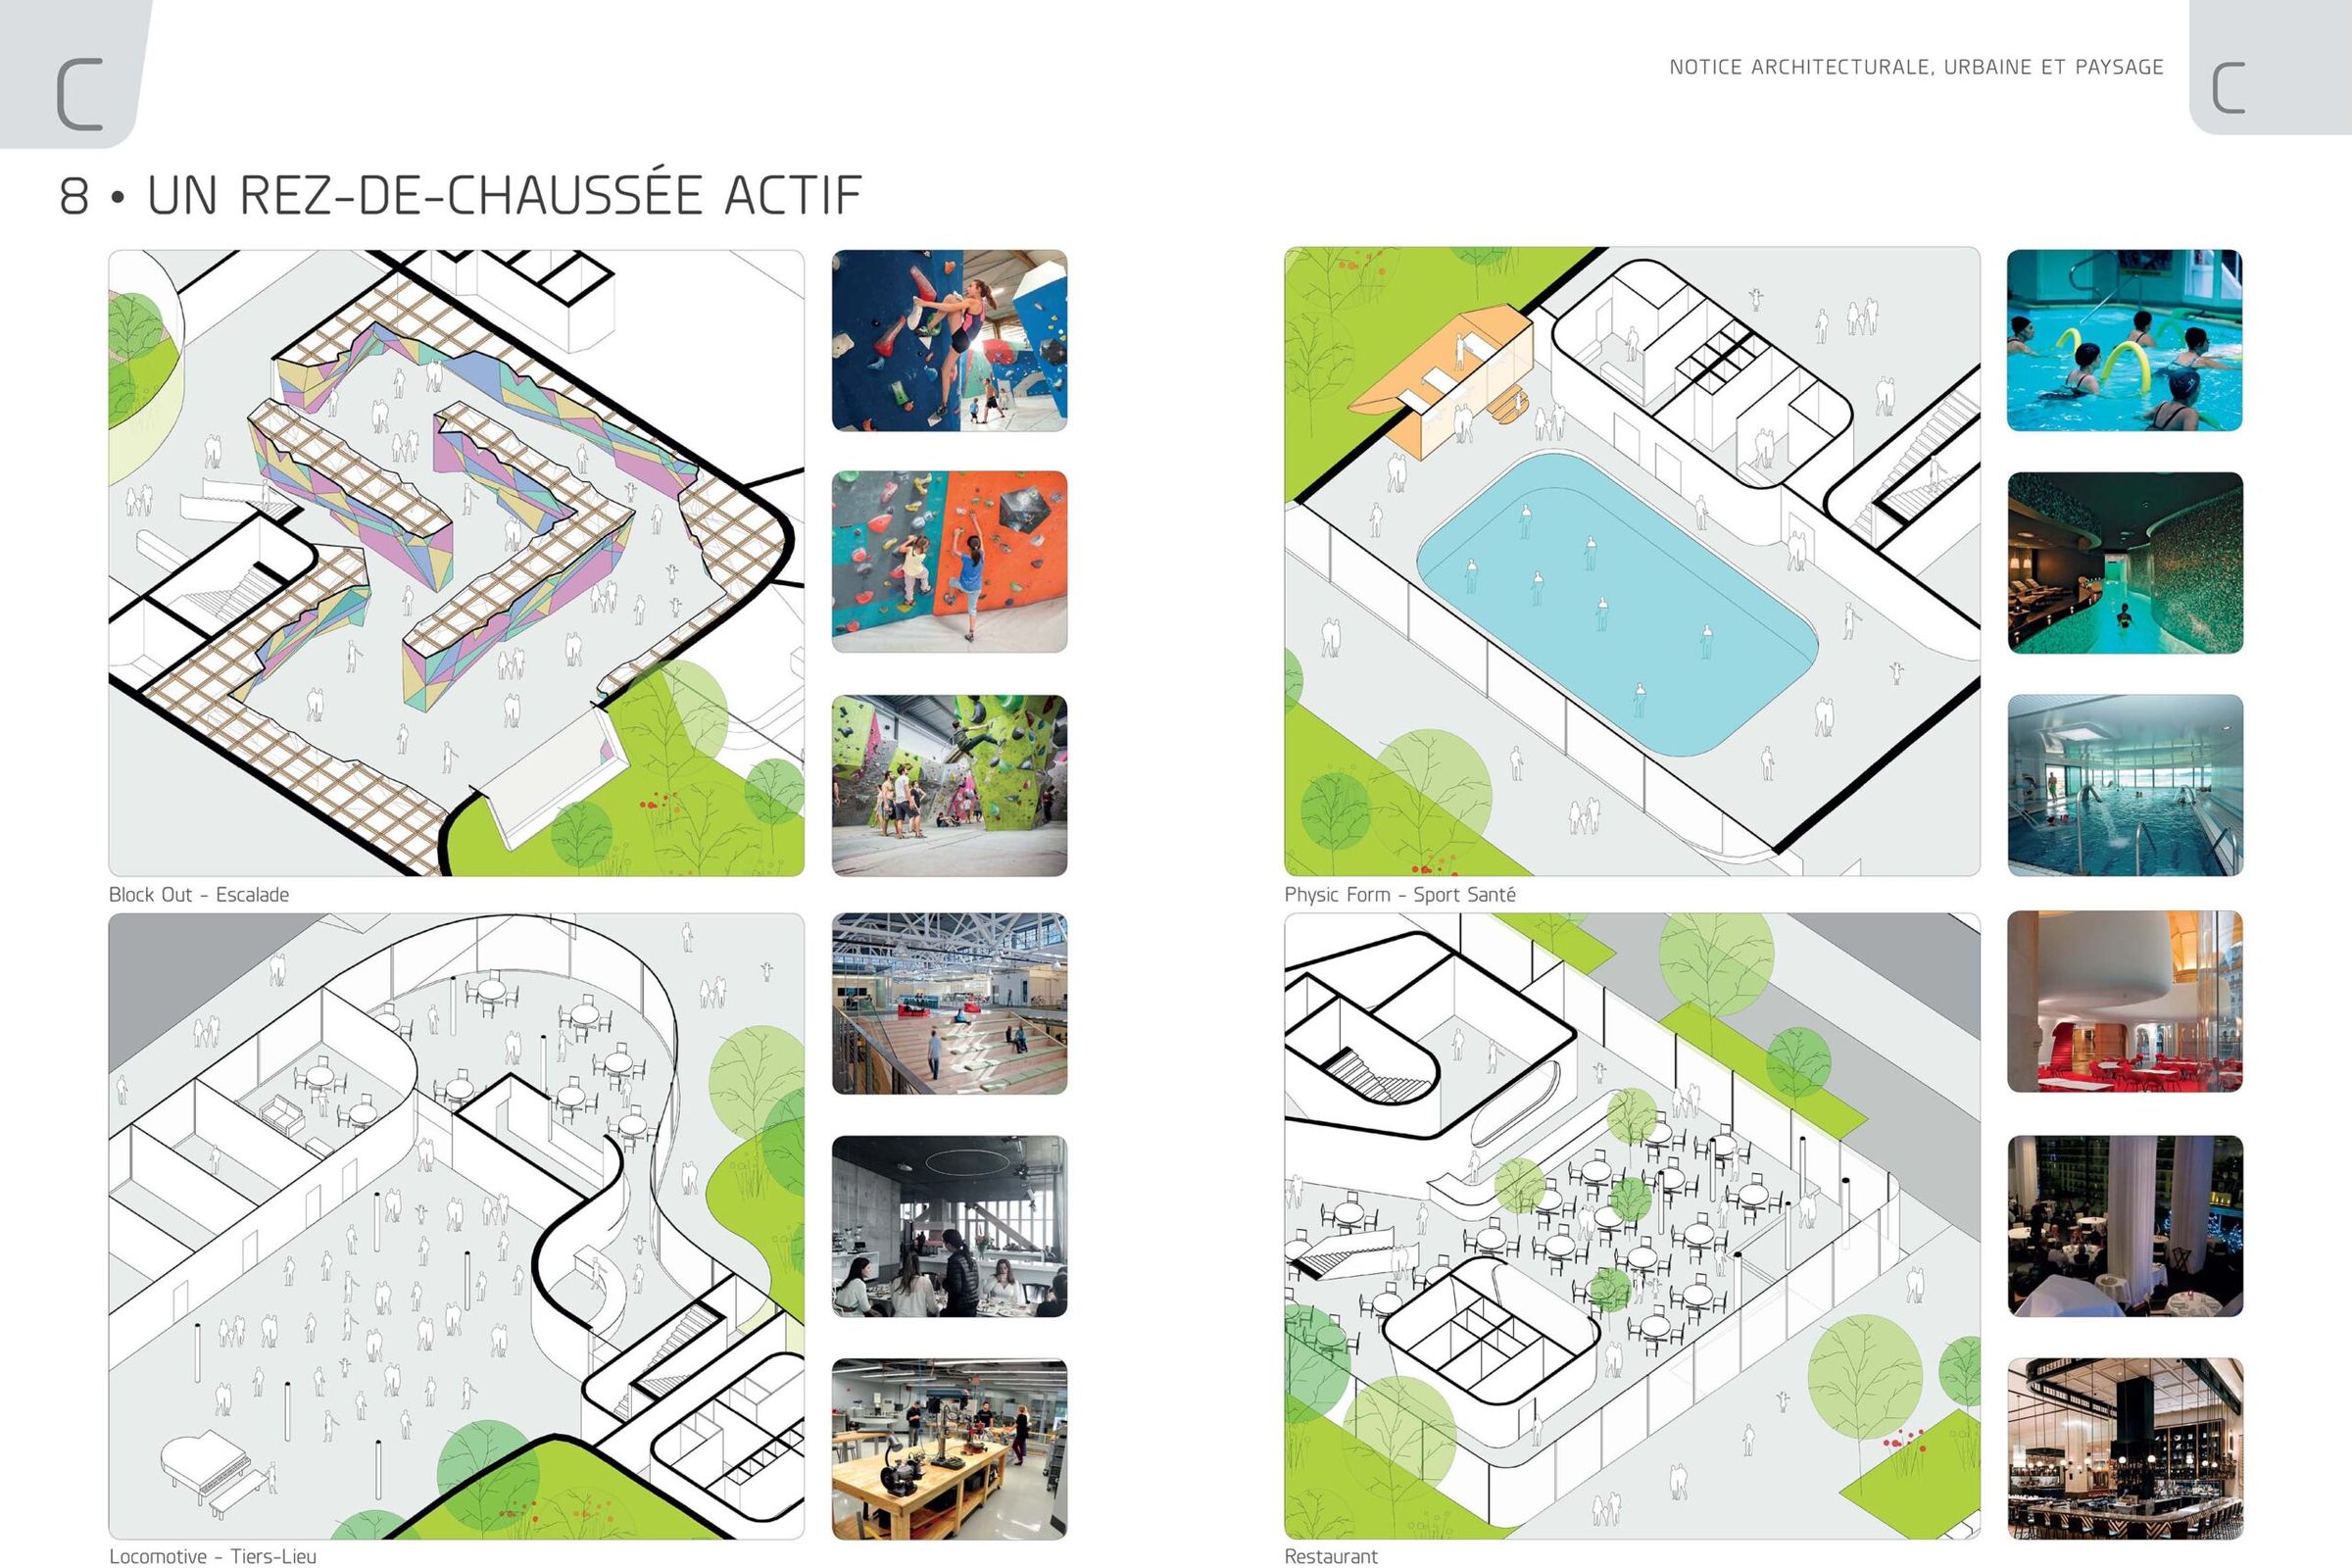 C
NOTICE ARCHITECTURALE, URBAINE ET PAYSAGE
C
8 • UN REZ-DE-CHAUSSÉE ACTIF
Block Out - Escalade
Physic Form - Sport Santé
Locomotive - Tiers-Lieu
Restaurant